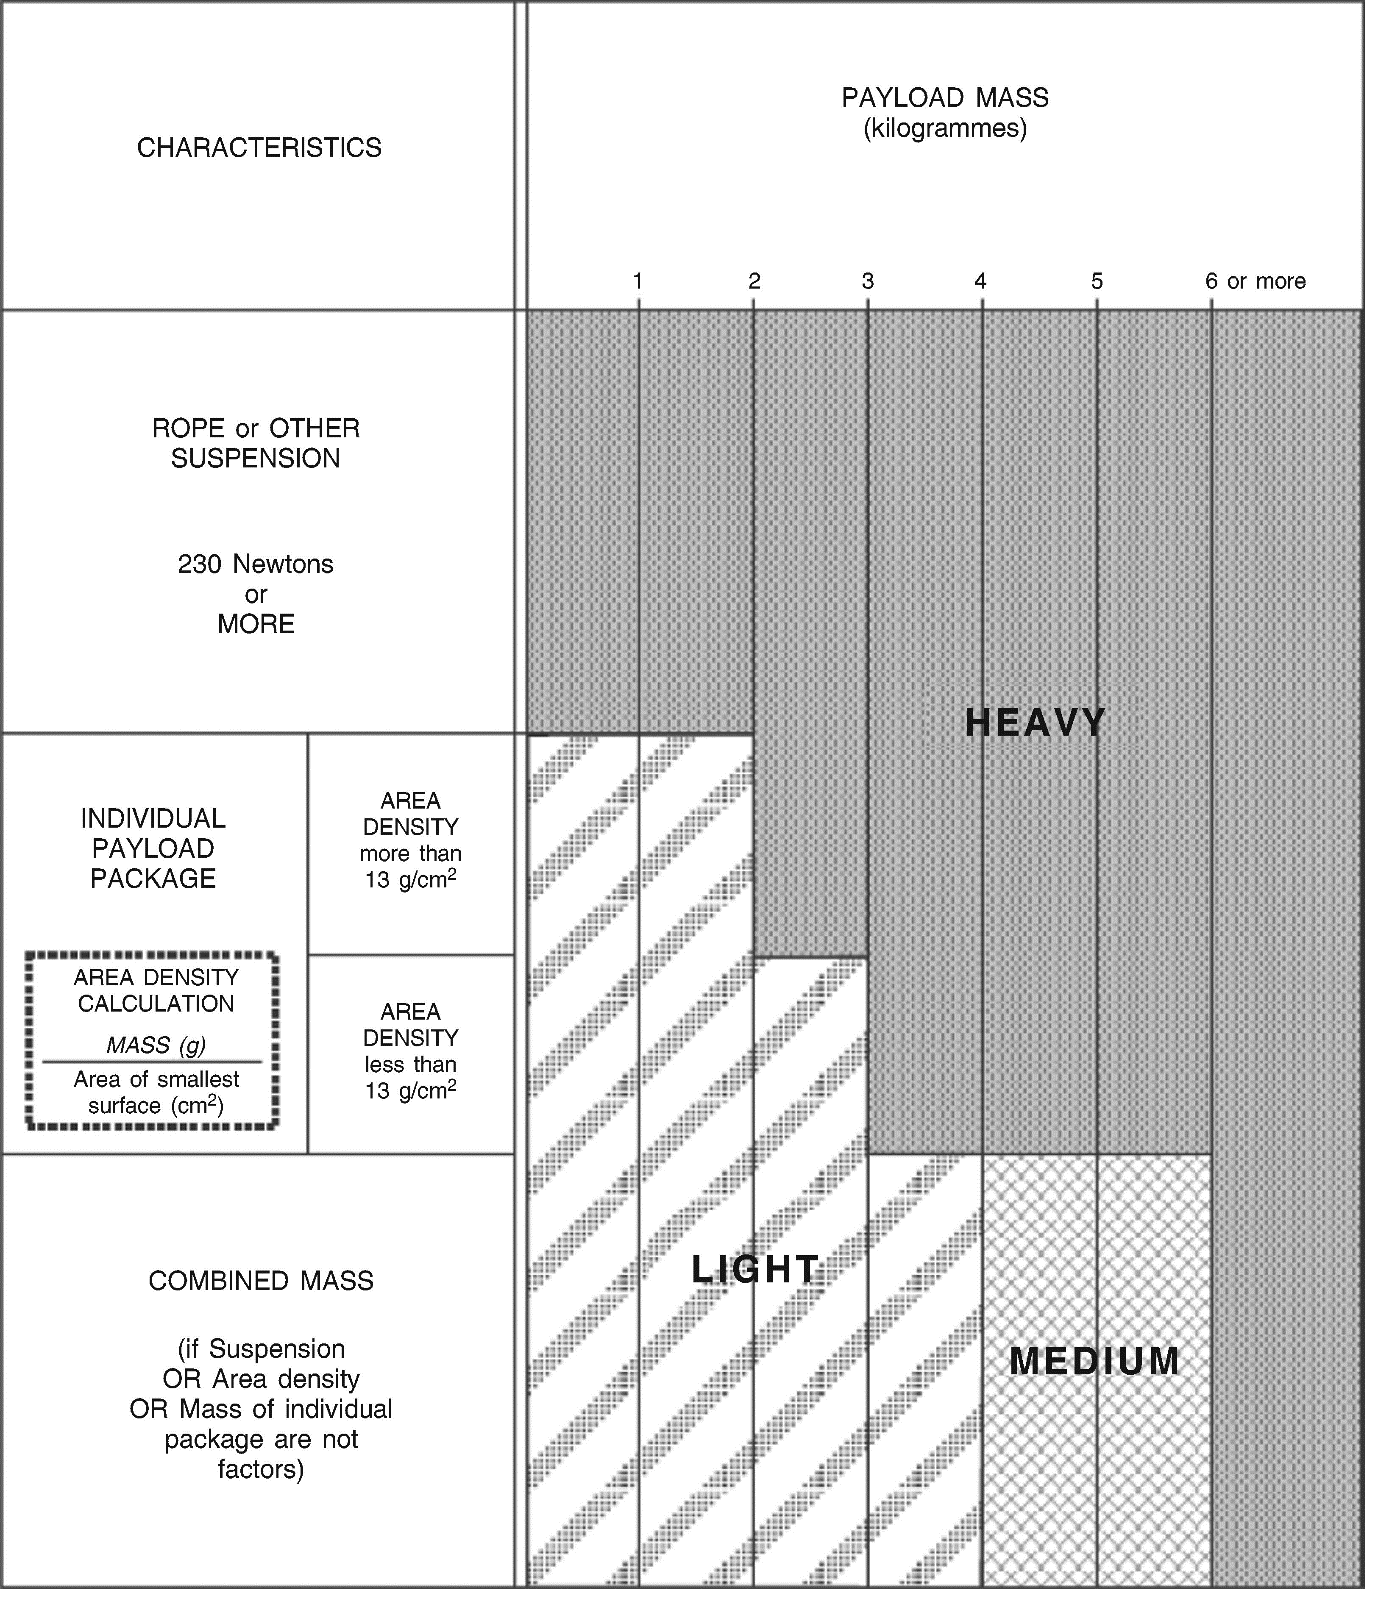 CHARACTERISTICS
PAYLOAD MASS
(kilogrammes)
1 2 3 4 5 6 or more
ROPE or OTHER
SUSPENSION
230 Newtons
or
MORE
HEAVY
INDIVIDUAL
PAYLOAD
PACKAGE
AREA
DENSITY
more than
13 g/cm²
AREA DENSITY
CALCULATION
MASS (g)
Area of smallest
surface (cm²)
AREA
DENSITY
less than
13 g/cm²
COMBINED MASS
(if Suspension
OR Area density
OR Mass of individual
package are not
factors)
LIGHT
MEDIUM